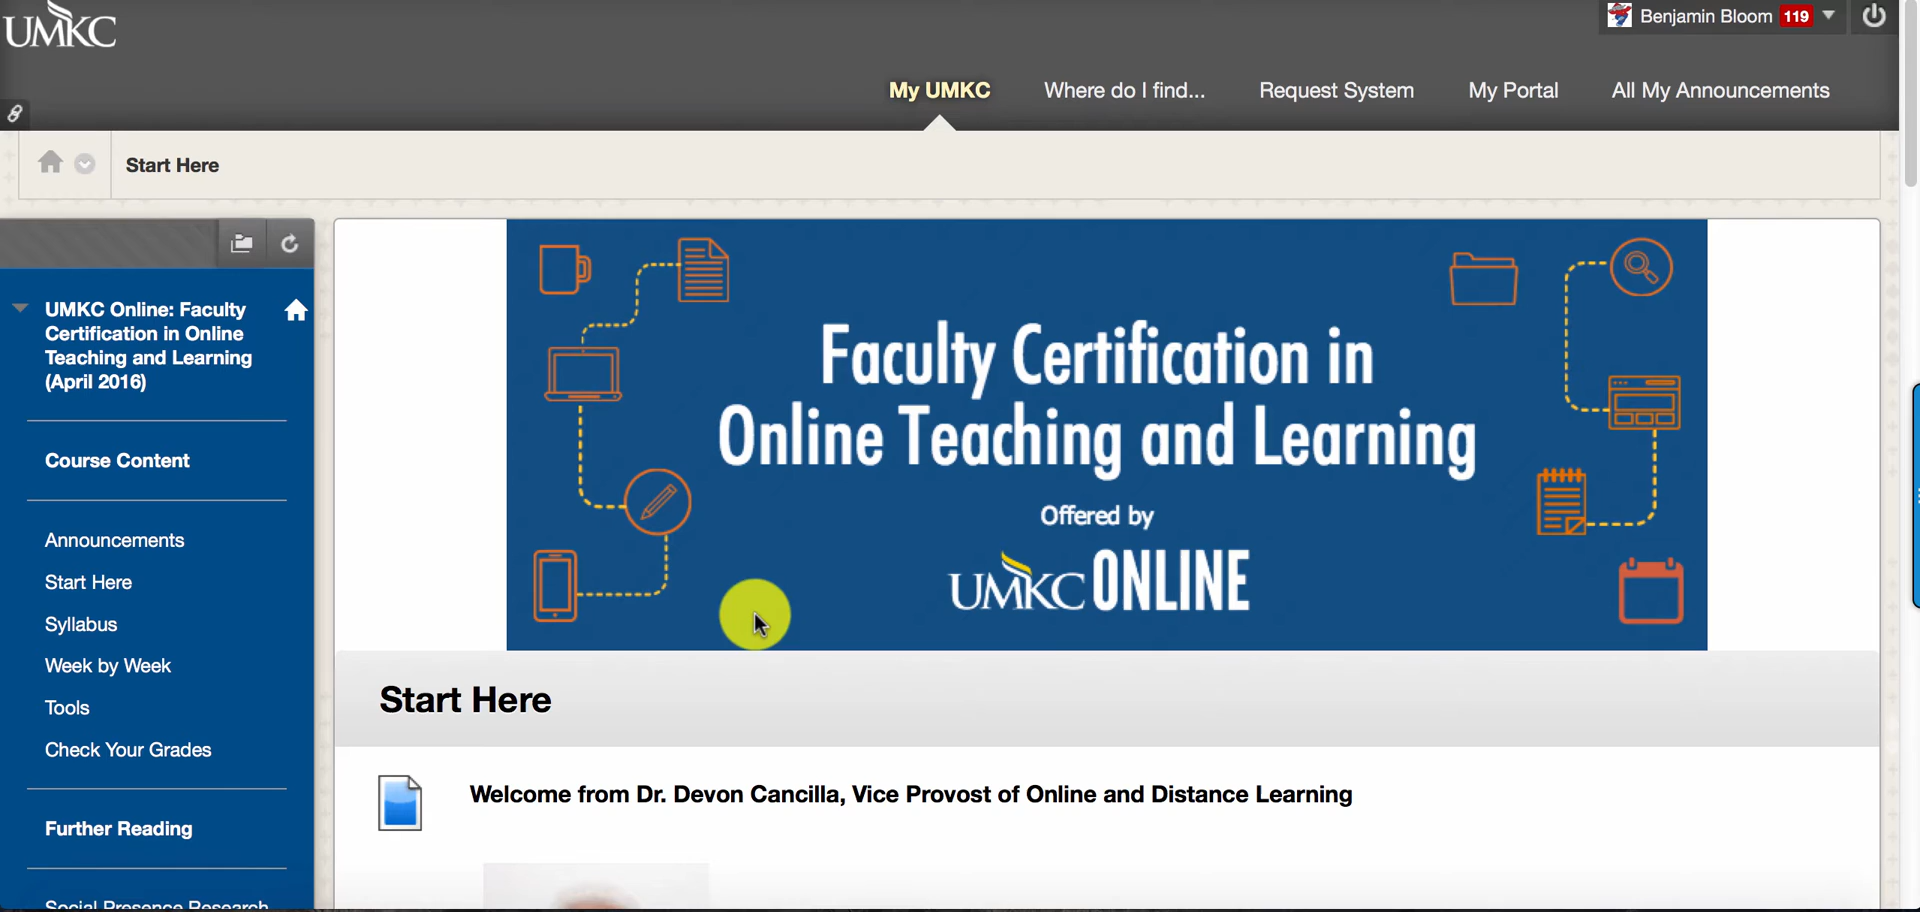 UMKC
Benjamin Bloom 119
My UMKC Where do I find... Request System My Portal All My Announcements
Start Here
UMKC Online: Faculty
Certification in Online
Teaching and Learning
(April 2016)
Course Content
Announcements
Start Here
Syllabus
Week by Week
Tools
Check Your Grades
Further Reading
Social Presence Research
Faculty Certification in
Online Teaching and Learning
Offered by
UMKC ONLINE
Start Here
Welcome from Dr. Devon Cancilla, Vice Provost of Online and Distance Learning